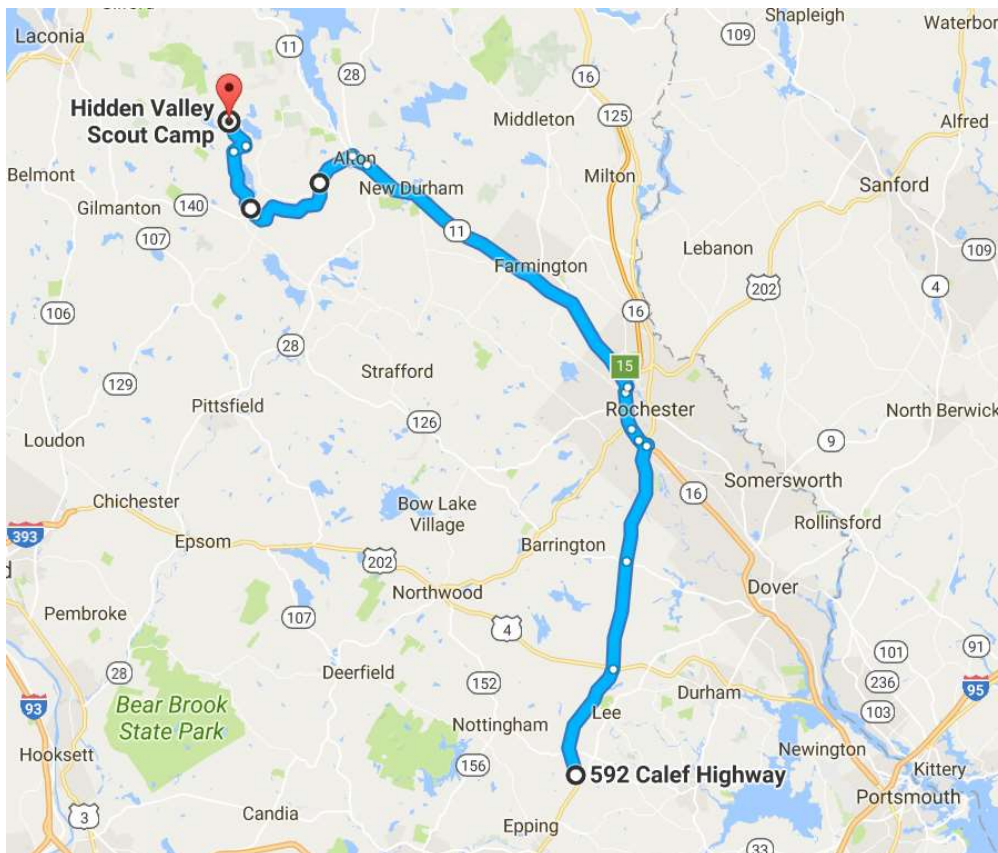 Shapleigh
109
Waterbo
Laconia
11
28
16
109
Hidden Valley
Scout Camp
Middleton
125
Alfred
Alton
Belmont
Milton
New Durham
Sanford
Gilmanton
140
107
11
Lebanon
109
Farmington
202
4
106
16
28
15
129
Strafford
Pittsfield
Rochester
North Berwick
126
Loudon
9
Somersworth
Chichester
16
Bow Lake
Village
Rollinsford
393
Epsom
Barrington
d
202
Dover
Northwood
Pembroke
107
4
91
28
101
Deerfield
152
236
95
Durham
93
Bear Brook
State Park
Lee
103
Nottingham
Newington
Hooksett
156
592 Calef Highway
Kittery
Portsmouth
3
Candia
Epping
33